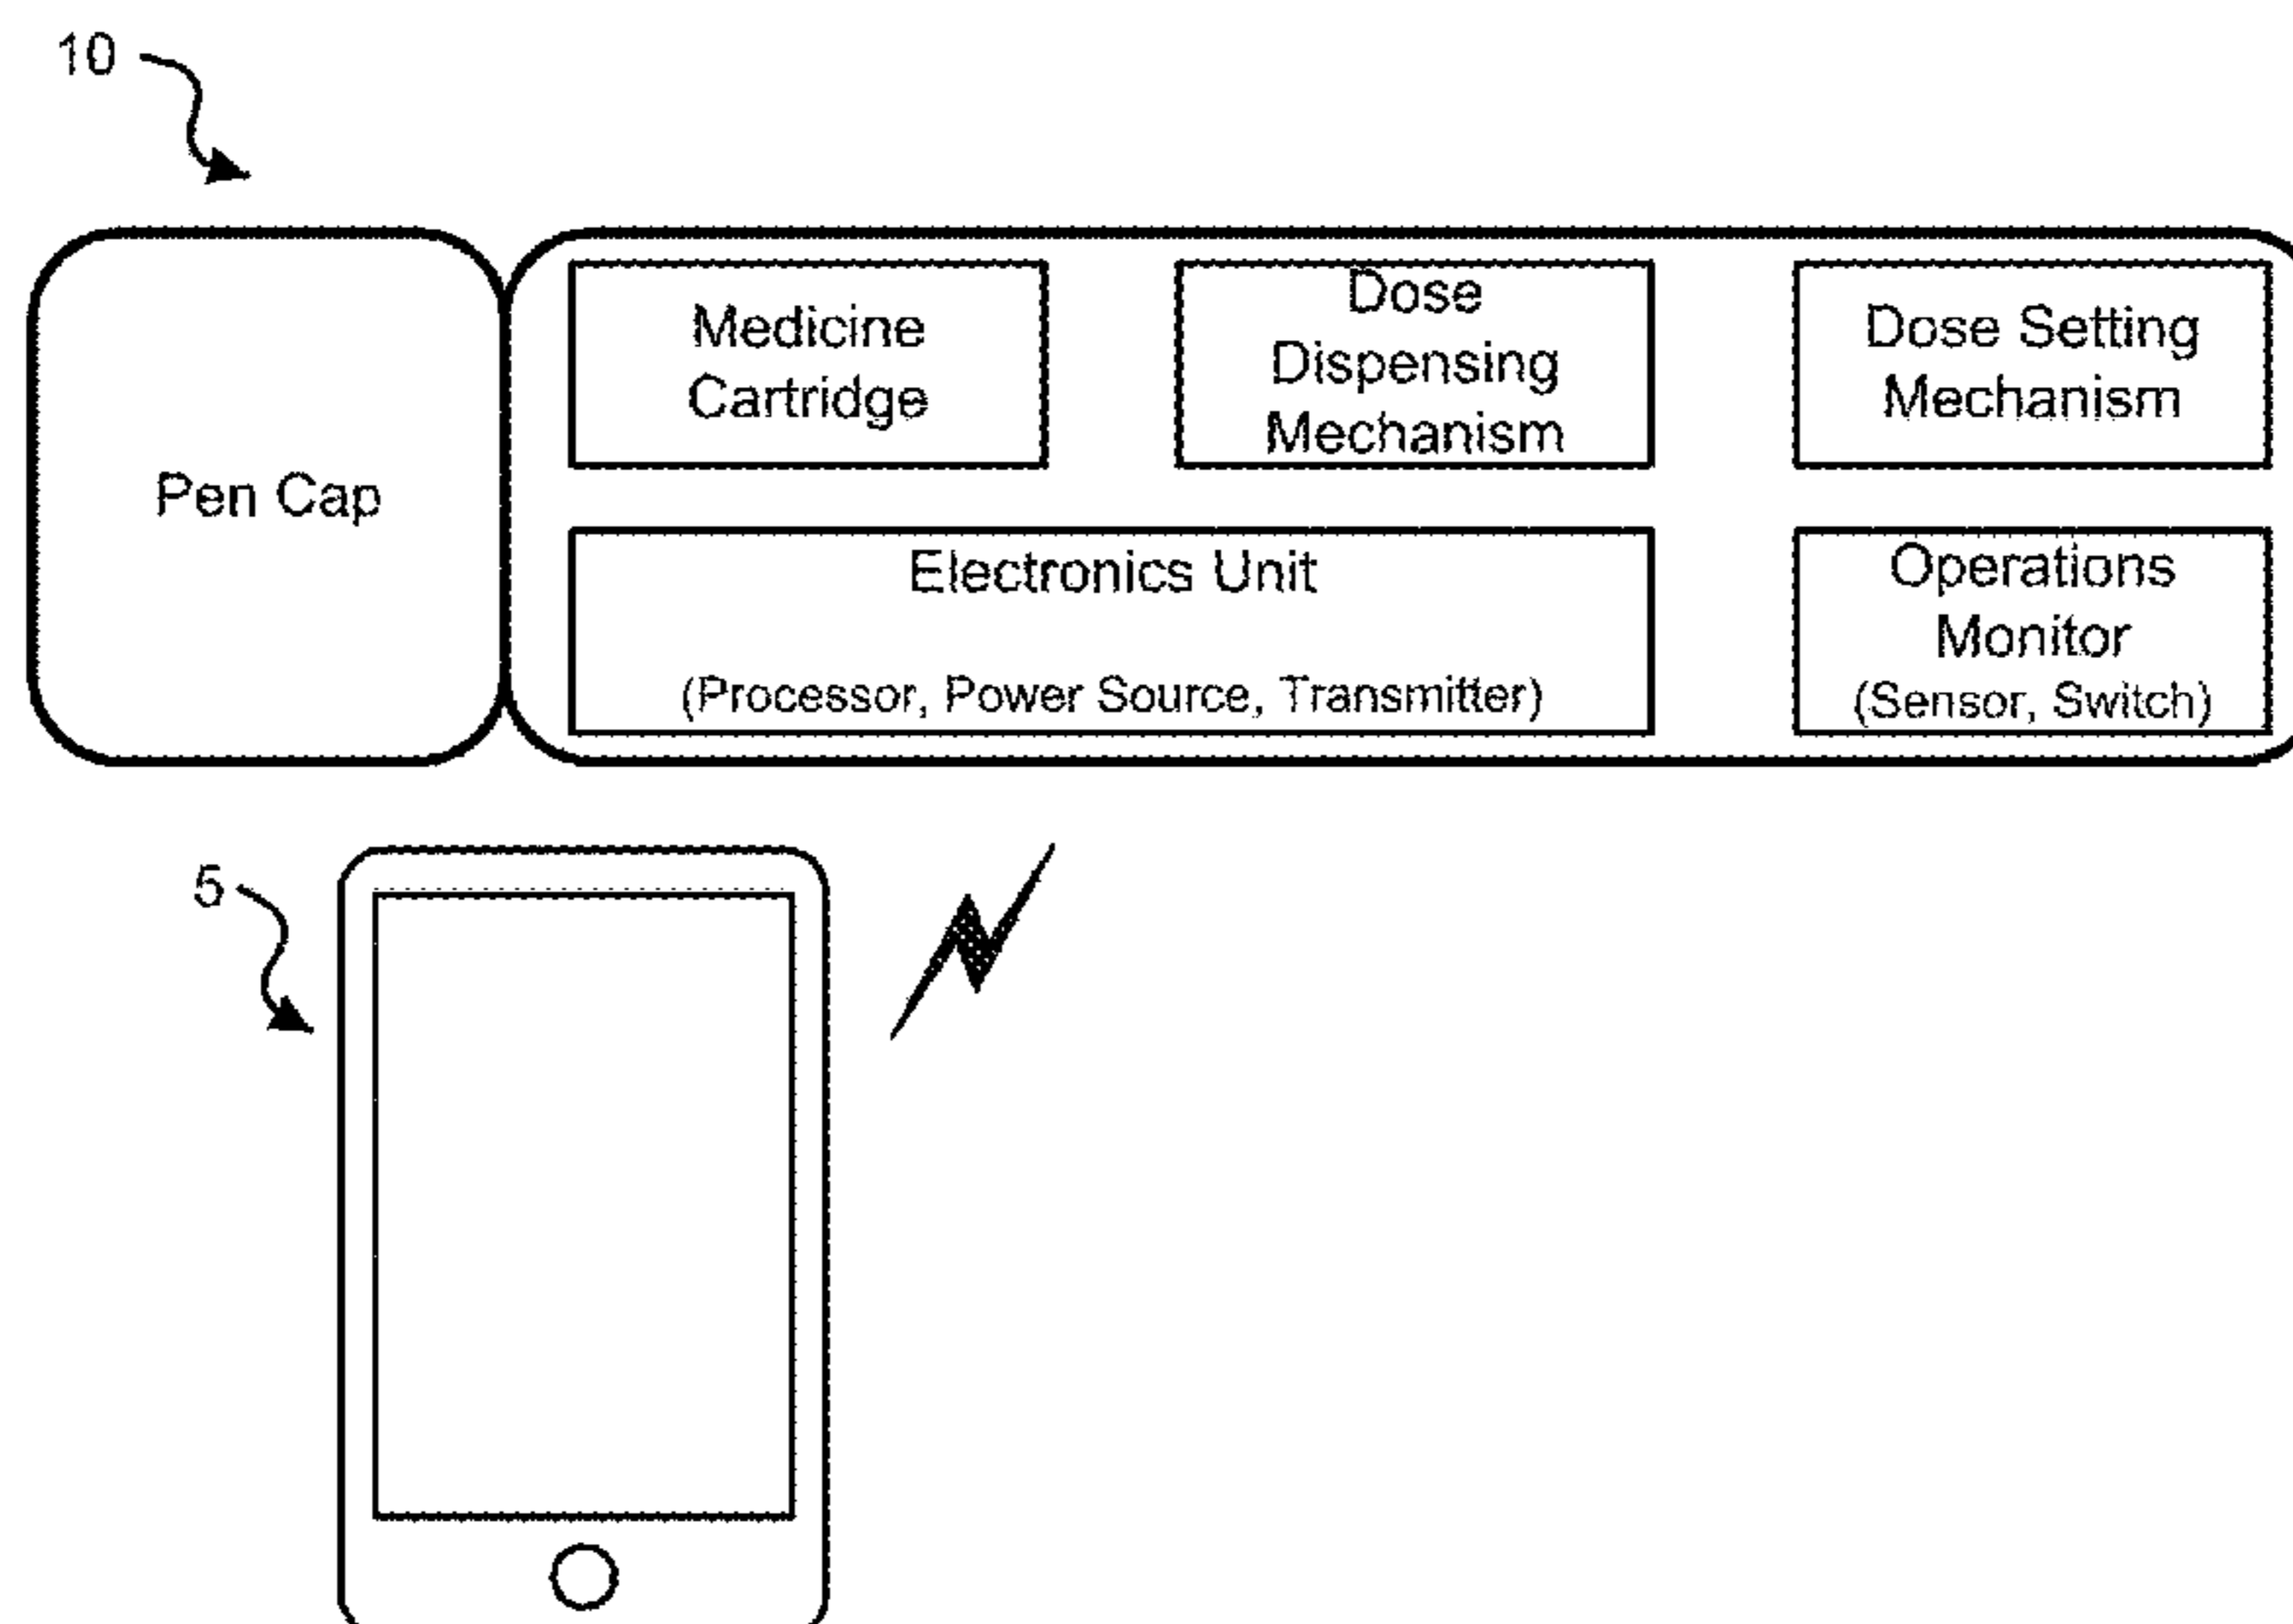 10
Medicine
Cartridge
Dose
Dispensing
Mechanism
Dose Setting
Mechanism
Pen Cap
Electronics Unit
(Processor, Power Source, Transmitter)
Operations
Monitor
(Sensor, Switch)
5